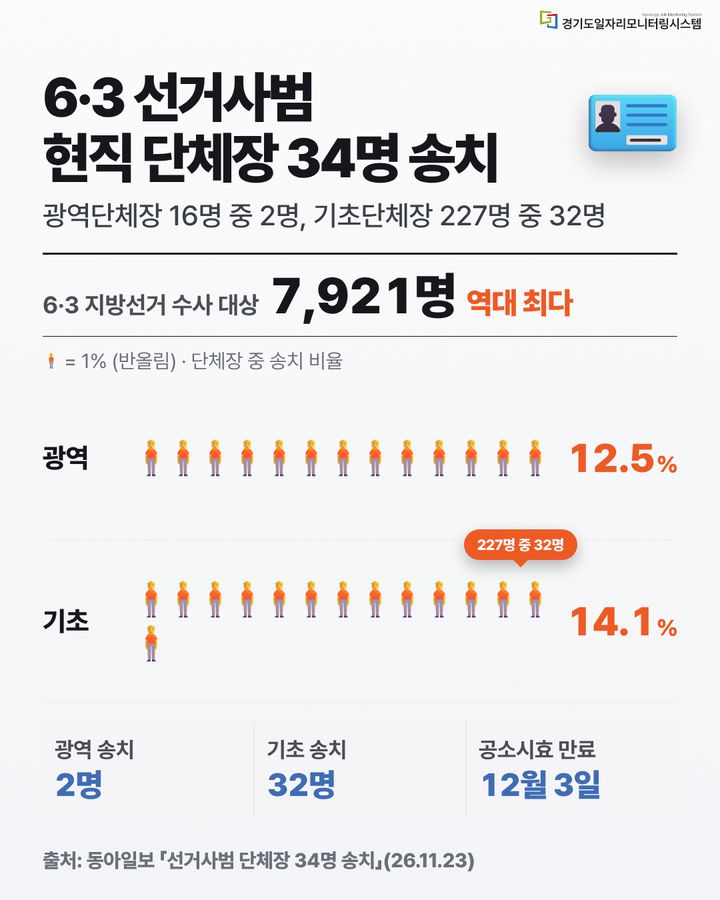 경기도일자리모니터링시스템
6·3 선거사범
현직 단체장 34명 송치
광역단체장 16명 중 2명, 기초단체장 227명 중 32명
6·3 지방선거 수사 대상 7,921명 역대 최다
= 1% (반올림) · 단체장 중 송치 비율
광역 12.5%
227명 중 32명
기초 14.1%
광역 송치 기초 송치 공소시효 만료
2명 32명 12월 3일
출처: 동아일보 「선거사범 단체장 34명 송치」(26.11.23)